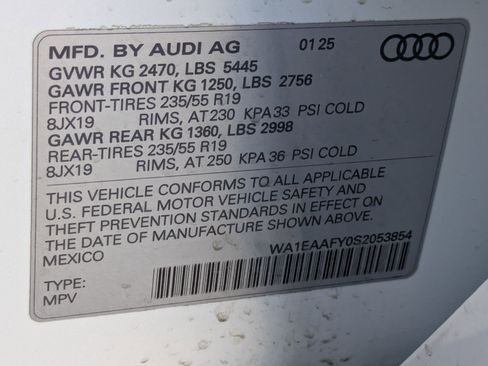 MFD. BY AUDI AG 01 25
GVWR KG 2470, LBS 5445
GAWR FRONT KG 1250, LBS 2756
FRONT-TIRES 235/55 R19
8JX19 RIMS, AT 230 KPA 33 PSI COLD
GAWR REAR KG 1360, LBS 2998
REAR-TIRES 235/55 R19
8JX19 RIMS, AT 250 KPA 36 PSI COLD
THIS VEHICLE CONFORMS TO ALL APPLICABLE
U.S. FEDERAL MOTOR VEHICLE SAFETY AND
THEFT PREVENTION STANDARDS IN EFFECT ON
THE DATE OF MANUFACTURE SHOWN ABOVE.
MEXICO
WA1EAAFY0S2053854
TYPE:
MPV